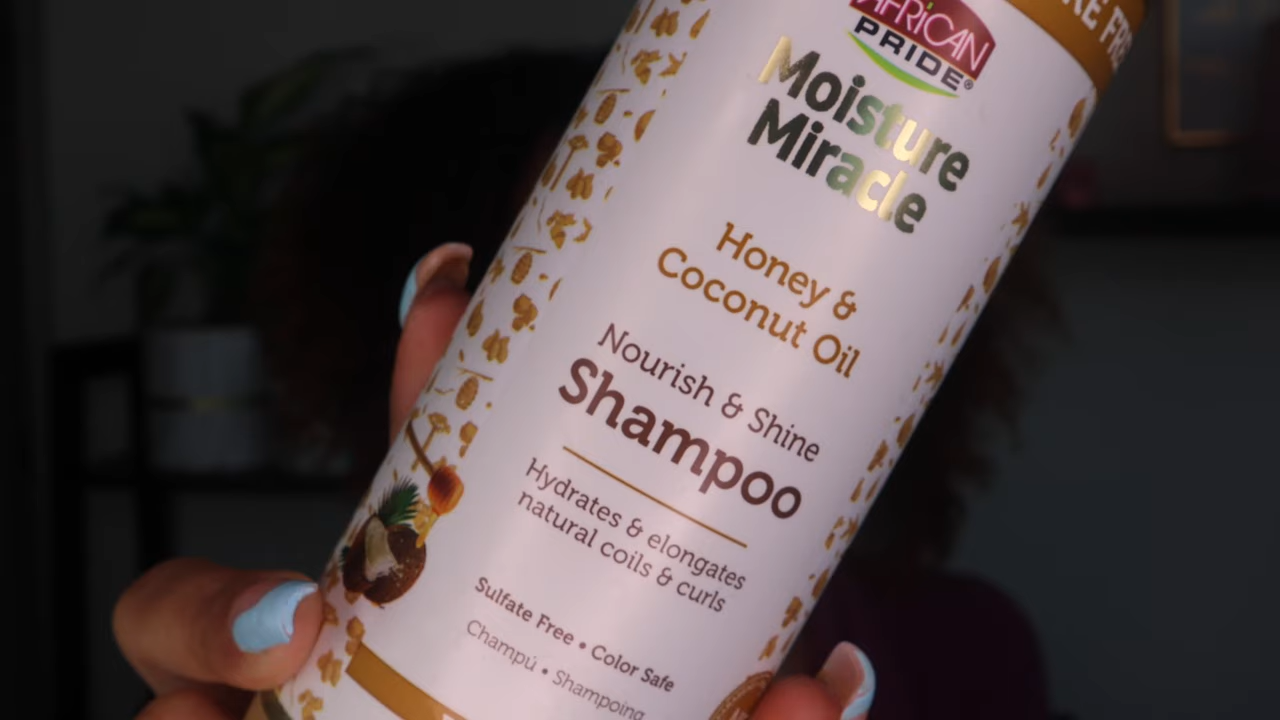 AFRICAN
PRIDE®
Moisture
Miracle
Honey &
Coconut Oil
Nourish & Shine
Shampoo
Hydrates & elongates
natural coils & curls
Sulfate Free • Color Safe
Champú • Shampoing